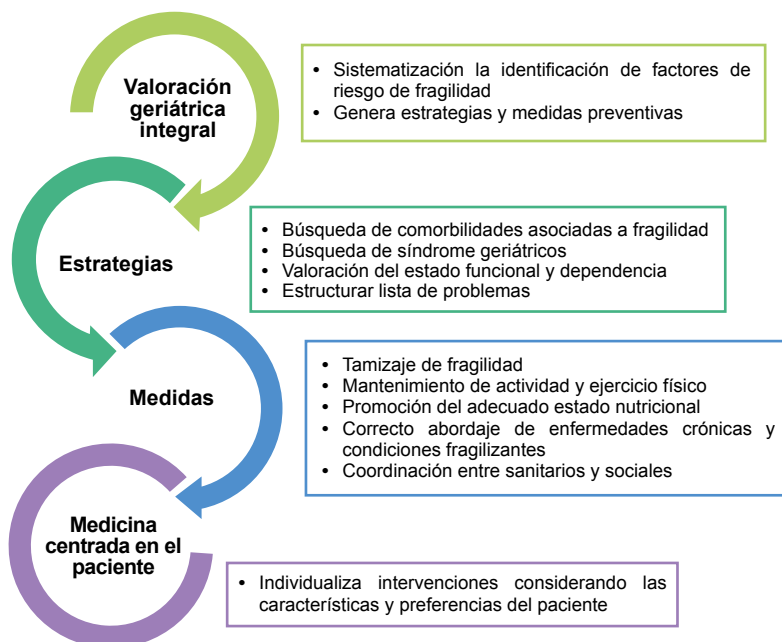 Valoración
geriátrica
integral
• Sistematización la identificación de factores de
riesgo de fragilidad
• Genera estrategias y medidas preventivas
Estrategias
• Búsqueda de comorbilidades asociadas a fragilidad
• Búsqueda de síndrome geriátricos
• Valoración del estado funcional y dependencia
• Estructurar lista de problemas
Medidas
• Tamizaje de fragilidad
• Mantenimiento de actividad y ejercicio físico
• Promoción del adecuado estado nutricional
• Correcto abordaje de enfermedades crónicas y
condiciones fragilizantes
• Coordinación entre sanitarios y sociales
Medicina
centrada en el
paciente
• Individualiza intervenciones considerando las
características y preferencias del paciente